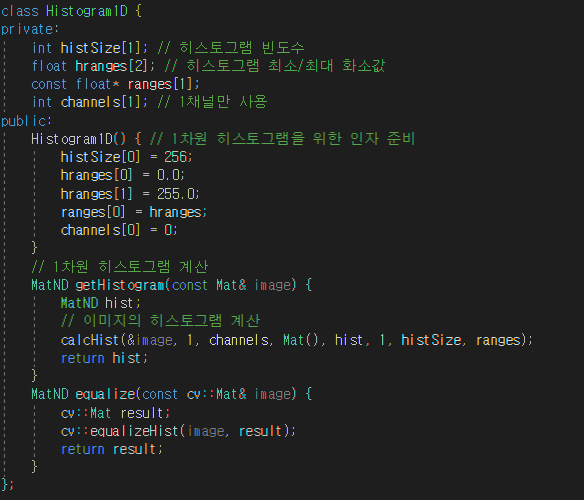 class Histogram1D {
private:
    int histSize[1]; // 히스토그램 빈도수
    float hranges[2]; // 히스토그램 최소/최대 화소값
    const float* ranges[1];
    int channels[1]; // 1채널만 사용
public:
    Histogram1D() { // 1차원 히스토그램을 위한 인자 준비
        histSize[0] = 256;
        hranges[0] = 0.0;
        hranges[1] = 255.0;
        ranges[0] = hranges;
        channels[0] = 0;
    }
    // 1차원 히스토그램 계산
    MatND getHistogram(const Mat& image) {
        MatND hist;
        // 이미지의 히스토그램 계산
        calcHist(&image, 1, channels, Mat(), hist, 1, histSize, ranges);
        return hist;
    }
    MatND equalize(const cv::Mat& image) {
        cv::Mat result;
        cv::equalizeHist(image, result);
        return result;
    }
};